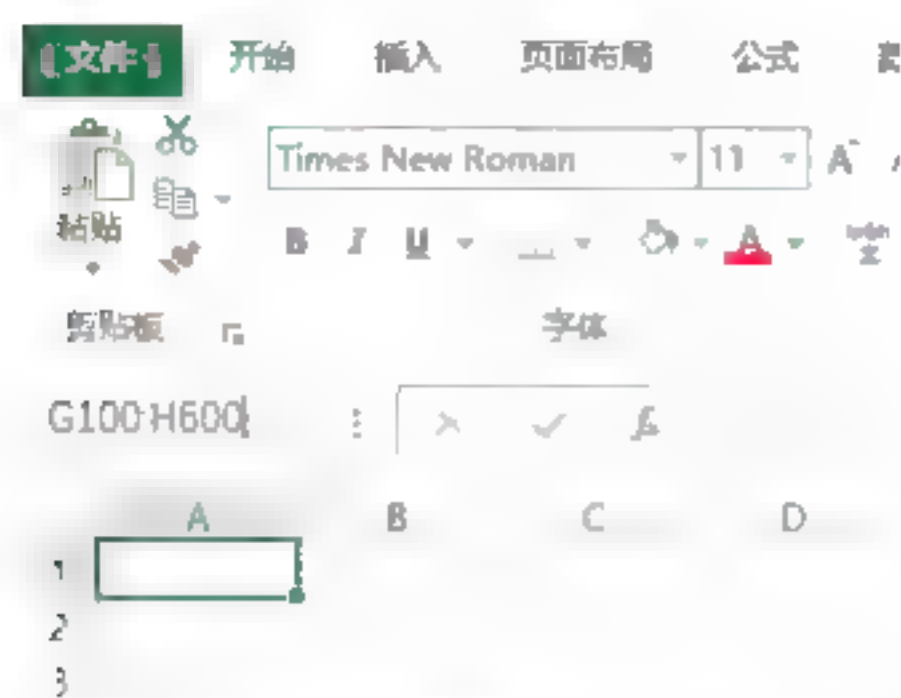 文件 开始 插入 页面布局 公式
Times New Roman 11 A
粘贴
B I U A
剪贴板 字体
G100:H600 fx
A B C D
1
2
3